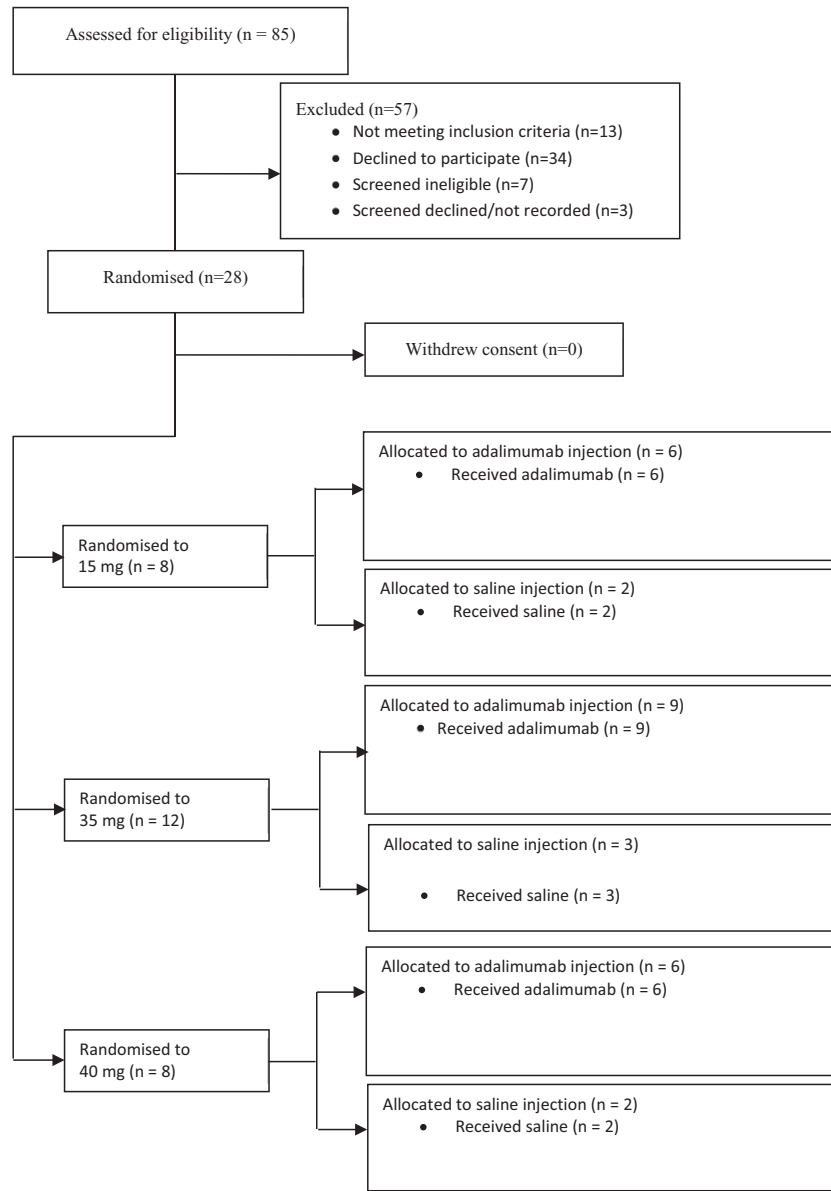 Assessed for eligibility (n = 85)
Excluded (n=57)
• Not meeting inclusion criteria (n=13)
• Declined to participate (n=34)
• Screened ineligible (n=7)
• Screened declined/not recorded (n=3)
Randomised (n=28)
Withdrew consent (n=0)
Randomised to
15 mg (n = 8)
Allocated to adalimumab injection (n = 6)
• Received adalimumab (n = 6)
Allocated to saline injection (n = 2)
• Received saline (n = 2)
Randomised to
35 mg (n = 12)
Allocated to adalimumab injection (n = 9)
• Received adalimumab (n = 9)
Allocated to saline injection (n = 3)
• Received saline (n = 3)
Randomised to
40 mg (n = 8)
Allocated to adalimumab injection (n = 6)
• Received adalimumab (n = 6)
Allocated to saline injection (n = 2)
• Received saline (n = 2)